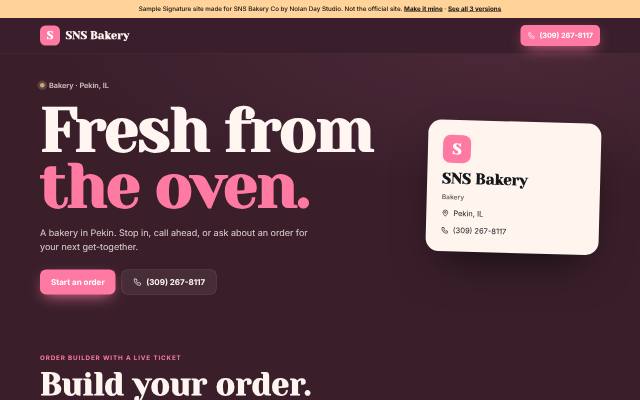 Sample Signature site made for SNS Bakery Co by Nolan Day Studio. Not the official site. Make it mine · See all 3 versions
S SNS Bakery
(309) 267-8117
Bakery · Pekin, IL
Fresh from
the oven.
A bakery in Pekin. Stop in, call ahead, or ask about an order for
your next get-together.
Start an order
(309) 267-8117
S
SNS Bakery
Bakery
Pekin, IL
(309) 267-8117
ORDER BUILDER WITH A LIVE TICKET
Build your order.